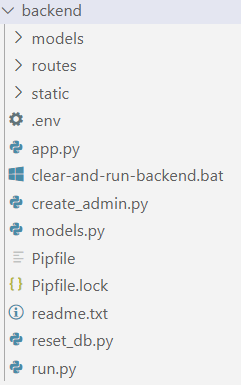 backend
models
routes
static
.env
app.py
clear-and-run-backend.bat
create_admin.py
models.py
Pipfile
Pipfile.lock
readme.txt
reset_db.py
run.py